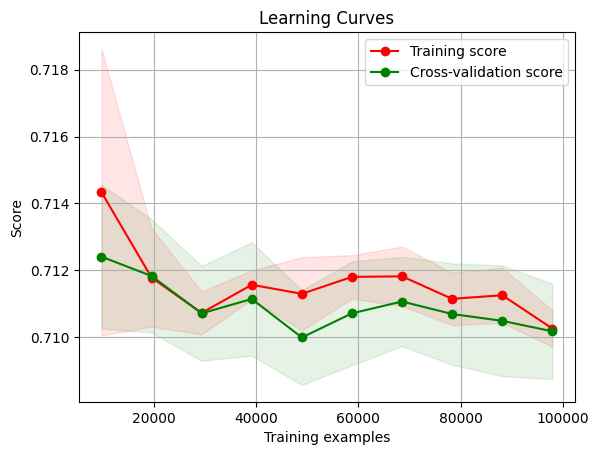 Learning Curves
Training score
Cross-validation score
Score
0.718
0.716
0.714
0.712
0.710
20000 40000 60000 80000 100000
Training examples